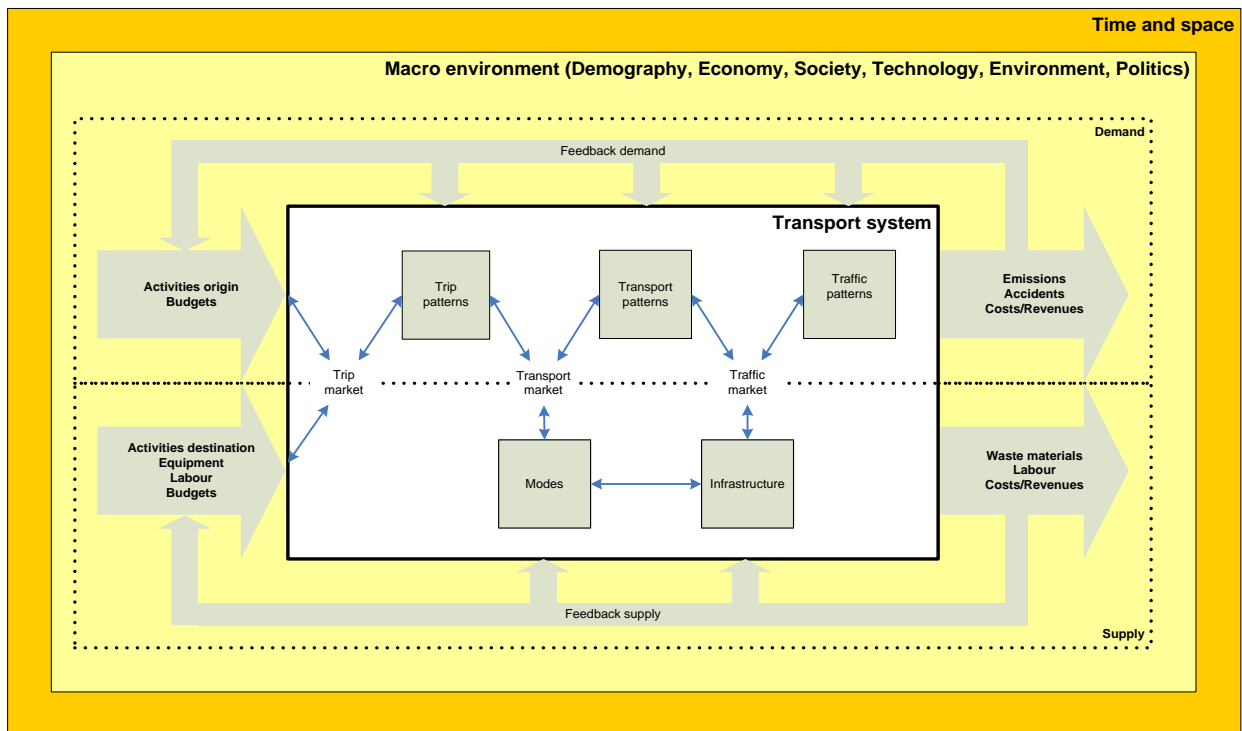 Time and space
Macro environment (Demography, Economy, Society, Technology, Environment, Politics)
Demand
Feedback demand
Transport system
Activities origin
Budgets
Trip
patterns
Transport
patterns
Traffic
patterns
Emissions
Accidents
Costs/Revenues
Trip
market
Transport
market
Traffic
market
Activities destination
Equipment
Labour
Budgets
Modes
Infrastructure
Waste materials
Labour
Costs/Revenues
Feedback supply
Supply